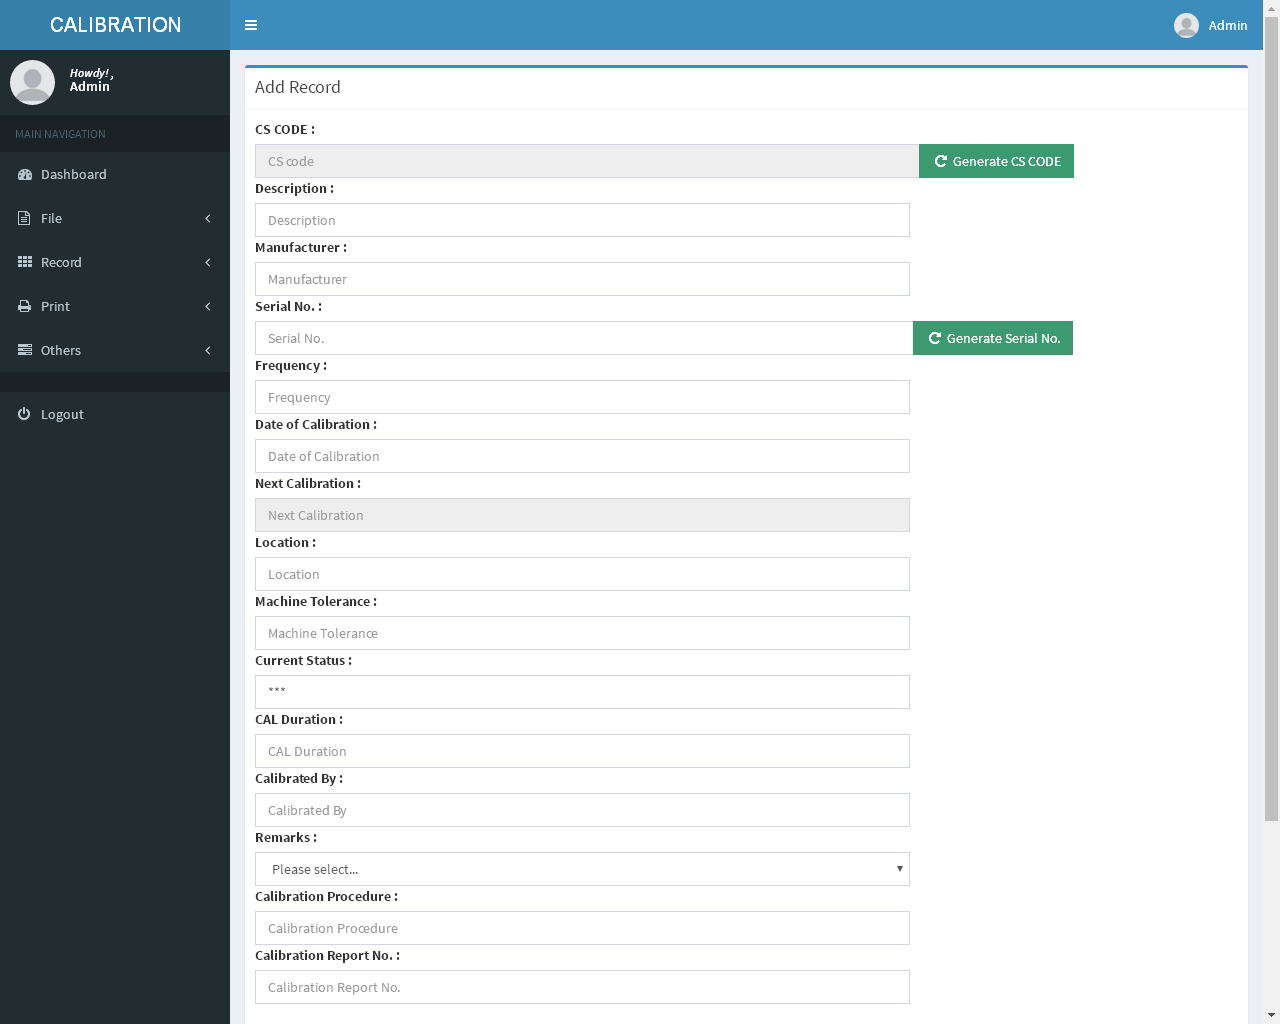 CALIBRATION
Admin
Howdy! ,
Admin
MAIN NAVIGATION
Dashboard
File
Record
Print
Others
Logout
Add Record
CS CODE :
CS code
Generate CS CODE
Description :
Description
Manufacturer :
Manufacturer
Serial No. :
Serial No.
Generate Serial No.
Frequency :
Frequency
Date of Calibration :
Date of Calibration
Next Calibration :
Next Calibration
Location :
Location
Machine Tolerance :
Machine Tolerance
Current Status :
***
CAL Duration :
CAL Duration
Calibrated By :
Calibrated By
Remarks :
Please select...
Calibration Procedure :
Calibration Procedure
Calibration Report No. :
Calibration Report No.